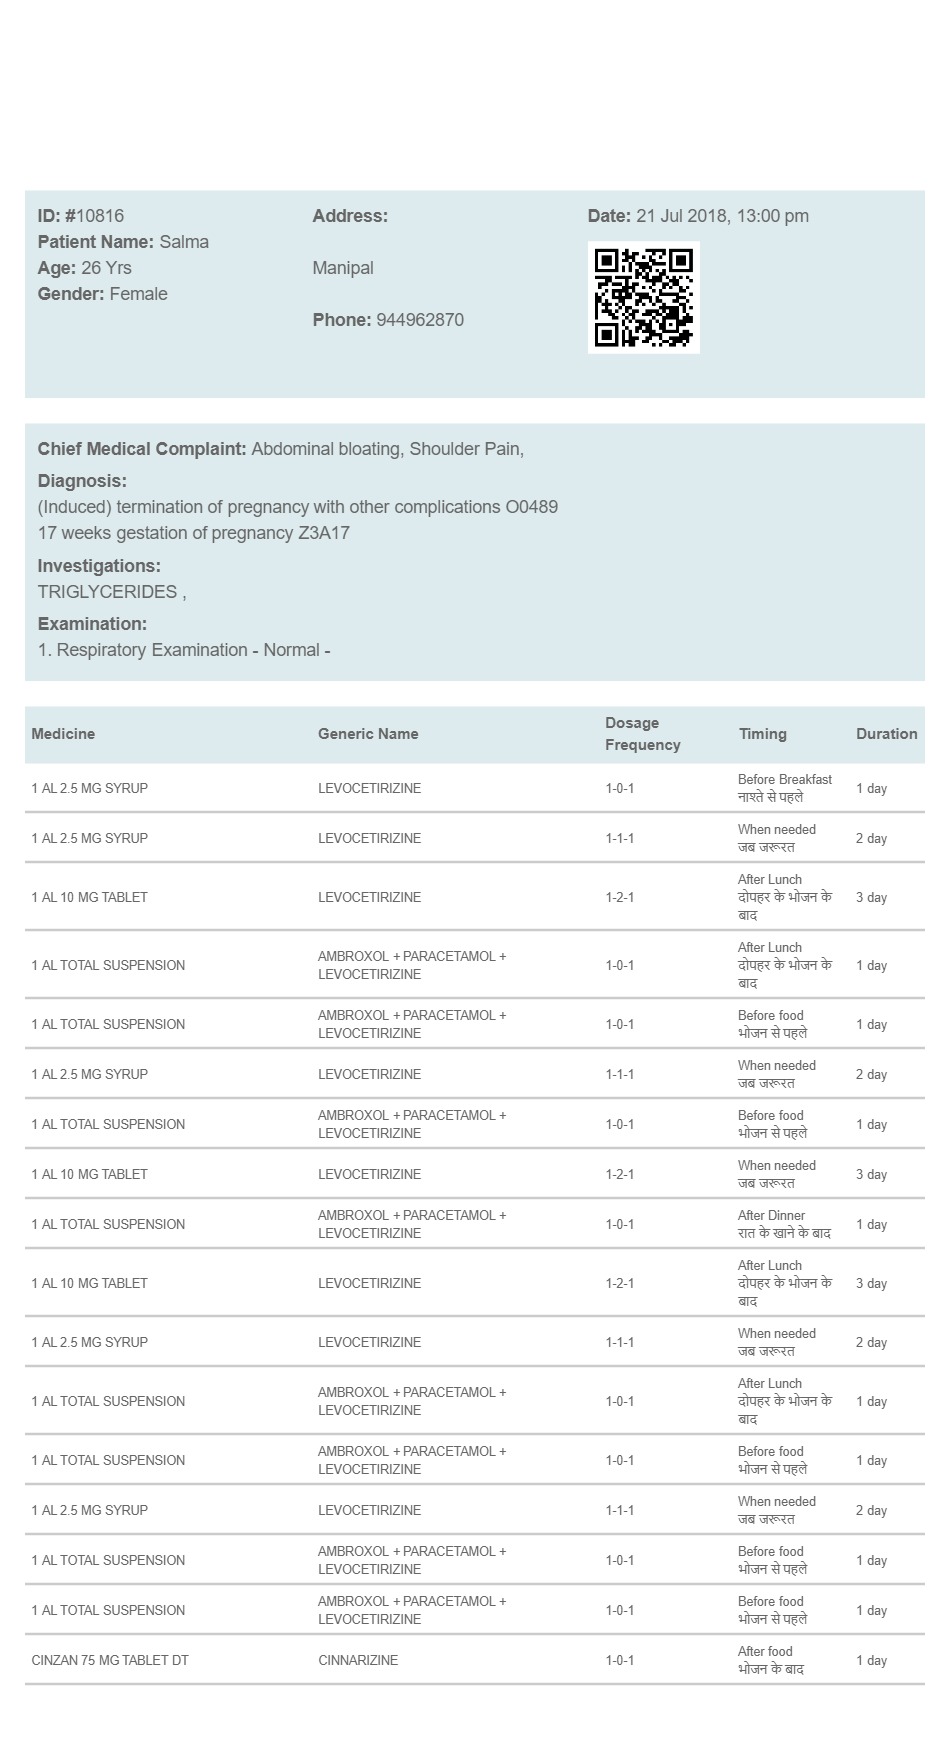 ID: #10816
Patient Name: Salma
Age: 26 Yrs
Gender: Female
Address:
Manipal
Phone: 944962870
Date: 21 Jul 2018, 13:00 pm
Chief Medical Complaint: Abdominal bloating, Shoulder Pain,
Diagnosis:
(Induced) termination of pregnancy with other complications O0489
17 weeks gestation of pregnancy Z3A17
Investigations:
TRIGLYCERIDES ,
Examination:
1. Respiratory Examination - Normal -
Medicine Generic Name Dosage Frequency Timing Duration
1 AL 2.5 MG SYRUP LEVOCETIRIZINE 1-0-1 Before Breakfast नाश्ते से पहले 1 day
1 AL 2.5 MG SYRUP LEVOCETIRIZINE 1-1-1 When needed जब जरूरत 2 day
1 AL 10 MG TABLET LEVOCETIRIZINE 1-2-1 After Lunch दोपहर के भोजन के बाद 3 day
1 AL TOTAL SUSPENSION AMBROXOL + PARACETAMOL + LEVOCETIRIZINE 1-0-1 After Lunch दोपहर के भोजन के बाद 1 day
1 AL TOTAL SUSPENSION AMBROXOL + PARACETAMOL + LEVOCETIRIZINE 1-0-1 Before food भोजन से पहले 1 day
1 AL 2.5 MG SYRUP LEVOCETIRIZINE 1-1-1 When needed जब जरूरत 2 day
1 AL TOTAL SUSPENSION AMBROXOL + PARACETAMOL + LEVOCETIRIZINE 1-0-1 Before food भोजन से पहले 1 day
1 AL 10 MG TABLET LEVOCETIRIZINE 1-2-1 When needed जब जरूरत 3 day
1 AL TOTAL SUSPENSION AMBROXOL + PARACETAMOL + LEVOCETIRIZINE 1-0-1 After Dinner रात के खाने के बाद 1 day
1 AL 10 MG TABLET LEVOCETIRIZINE 1-2-1 After Lunch दोपहर के भोजन के बाद 3 day
1 AL 2.5 MG SYRUP LEVOCETIRIZINE 1-1-1 When needed जब जरूरत 2 day
1 AL TOTAL SUSPENSION AMBROXOL + PARACETAMOL + LEVOCETIRIZINE 1-0-1 After Lunch दोपहर के भोजन के बाद 1 day
1 AL TOTAL SUSPENSION AMBROXOL + PARACETAMOL + LEVOCETIRIZINE 1-0-1 Before food भोजन से पहले 1 day
1 AL 2.5 MG SYRUP LEVOCETIRIZINE 1-1-1 When needed जब जरूरत 2 day
1 AL TOTAL SUSPENSION AMBROXOL + PARACETAMOL + LEVOCETIRIZINE 1-0-1 Before food भोजन से पहले 1 day
1 AL TOTAL SUSPENSION AMBROXOL + PARACETAMOL + LEVOCETIRIZINE 1-0-1 Before food भोजन से पहले 1 day
CINZAN 75 MG TABLET DT CINNARIZINE 1-0-1 After food भोजन के बाद 1 day